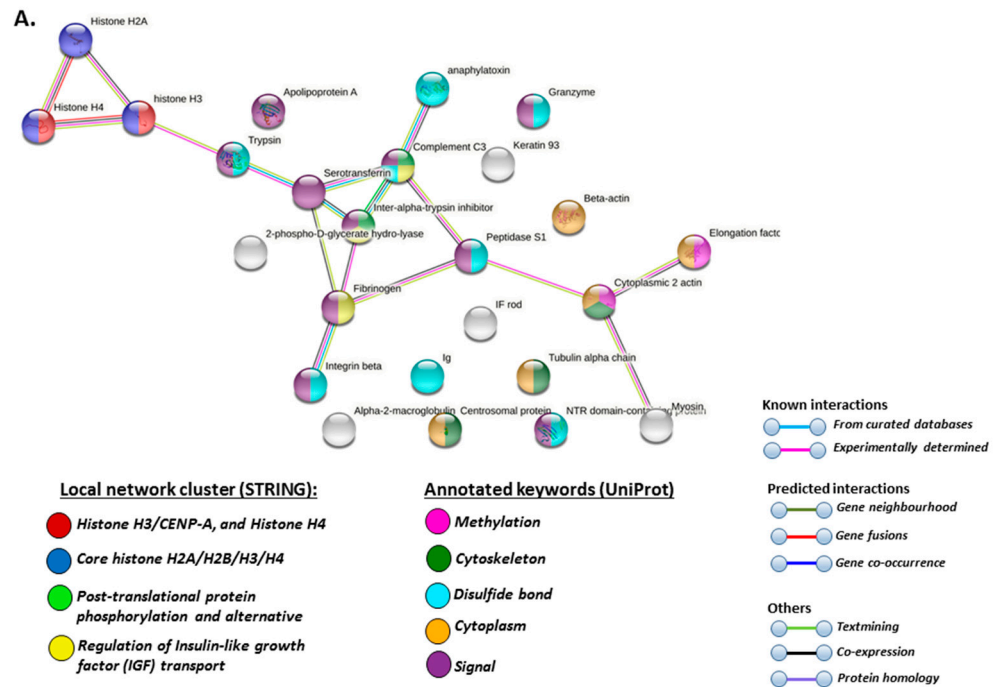 A.
Histone H2A
Histone H4
histone H3
Apolipoprotein A
anaphylatoxin
Granzyme
Trypsin
Complement C3
Keratin 93
Serotransferrin
Inter-alpha-trypsin inhibitor
Beta-actin
2-phospho-D-glycerate hydro-lyase
Peptidase S1
Elongation facto
Fibrinogen
Cytoplasmic 2 actin
IF rod
Integrin beta
Ig
Tubulin alpha chain
Alpha-2-macroglobulin
Centrosomal protein
NTR domain-containing protein
Myosin
Known interactions
From curated databases
Experimentally determined
Predicted interactions
Gene neighbourhood
Gene fusions
Gene co-occurrence
Others
Textmining
Co-expression
Protein homology
Local network cluster (STRING):
Histone H3/CENP-A, and Histone H4
Core histone H2A/H2B/H3/H4
Post-translational protein
phosphorylation and alternative
Regulation of Insulin-like growth
factor (IGF) transport
Annotated keywords (UniProt)
Methylation
Cytoskeleton
Disulfide bond
Cytoplasm
Signal